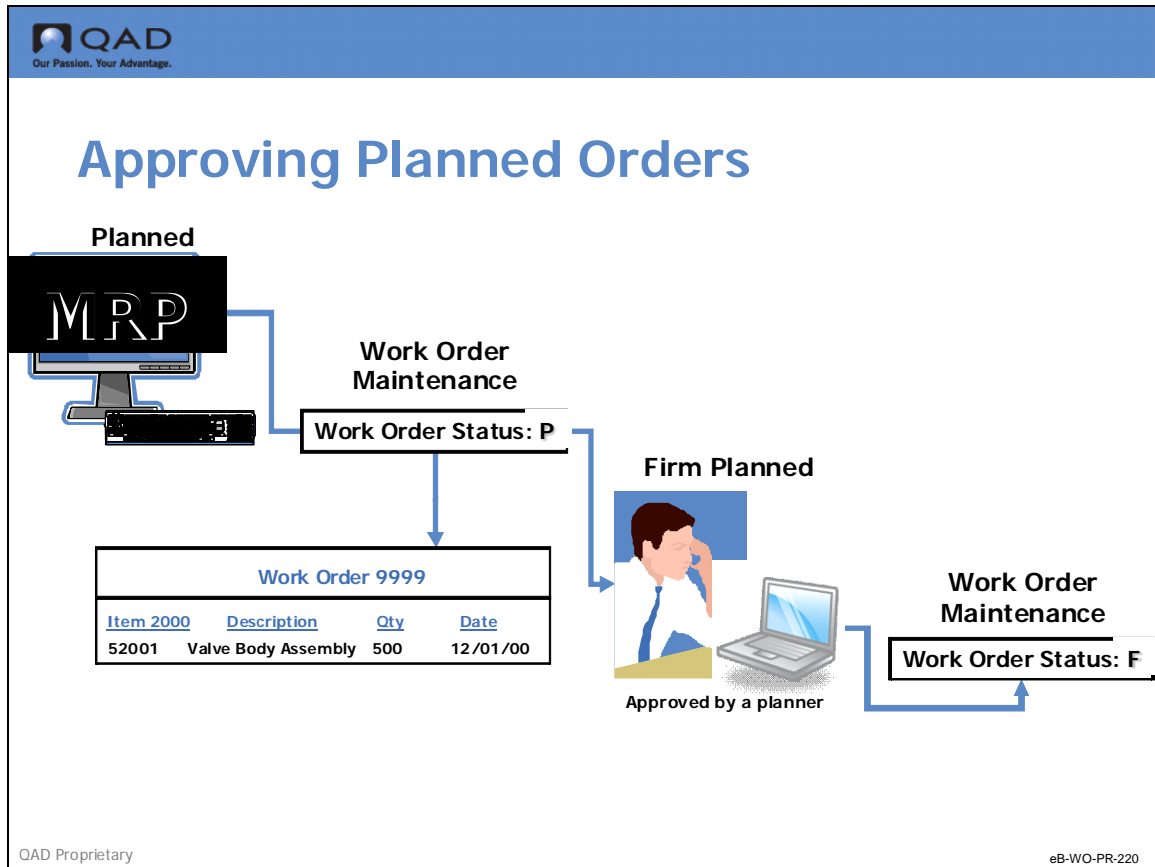 QAD
Our Passion. Your Advantage.
Approving Planned Orders
Planned
MRP
Work Order
Maintenance
Work Order Status: P
Firm Planned
Work Order 9999
Item 2000 Description Qty Date
52001 Valve Body Assembly 500 12/01/00
Approved by a planner
Work Order
Maintenance
Work Order Status: F
QAD Proprietary
eB-WO-PR-220